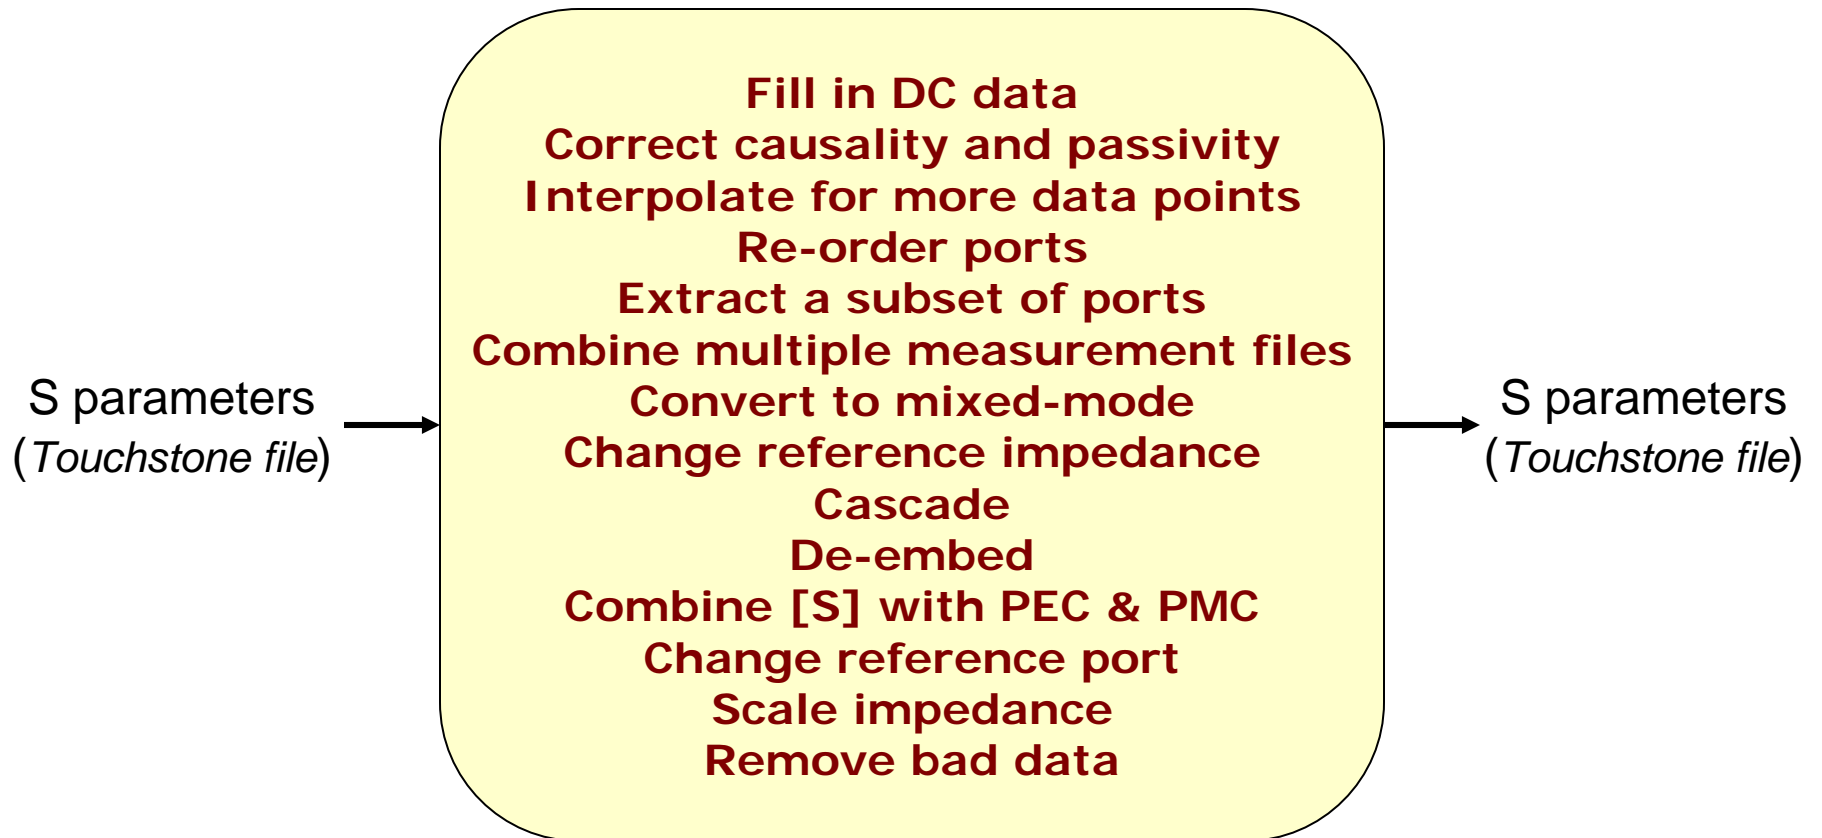 Fill in DC data
Correct causality and passivity
Interpolate for more data points
Re-order ports
Extract a subset of ports
Combine multiple measurement files
Convert to mixed-mode
Change reference impedance
Cascade
De-embed
Combine [S] with PEC & PMC
Change reference port
Scale impedance
Remove bad data
S parameters
(Touchstone file)
S parameters
(Touchstone file)